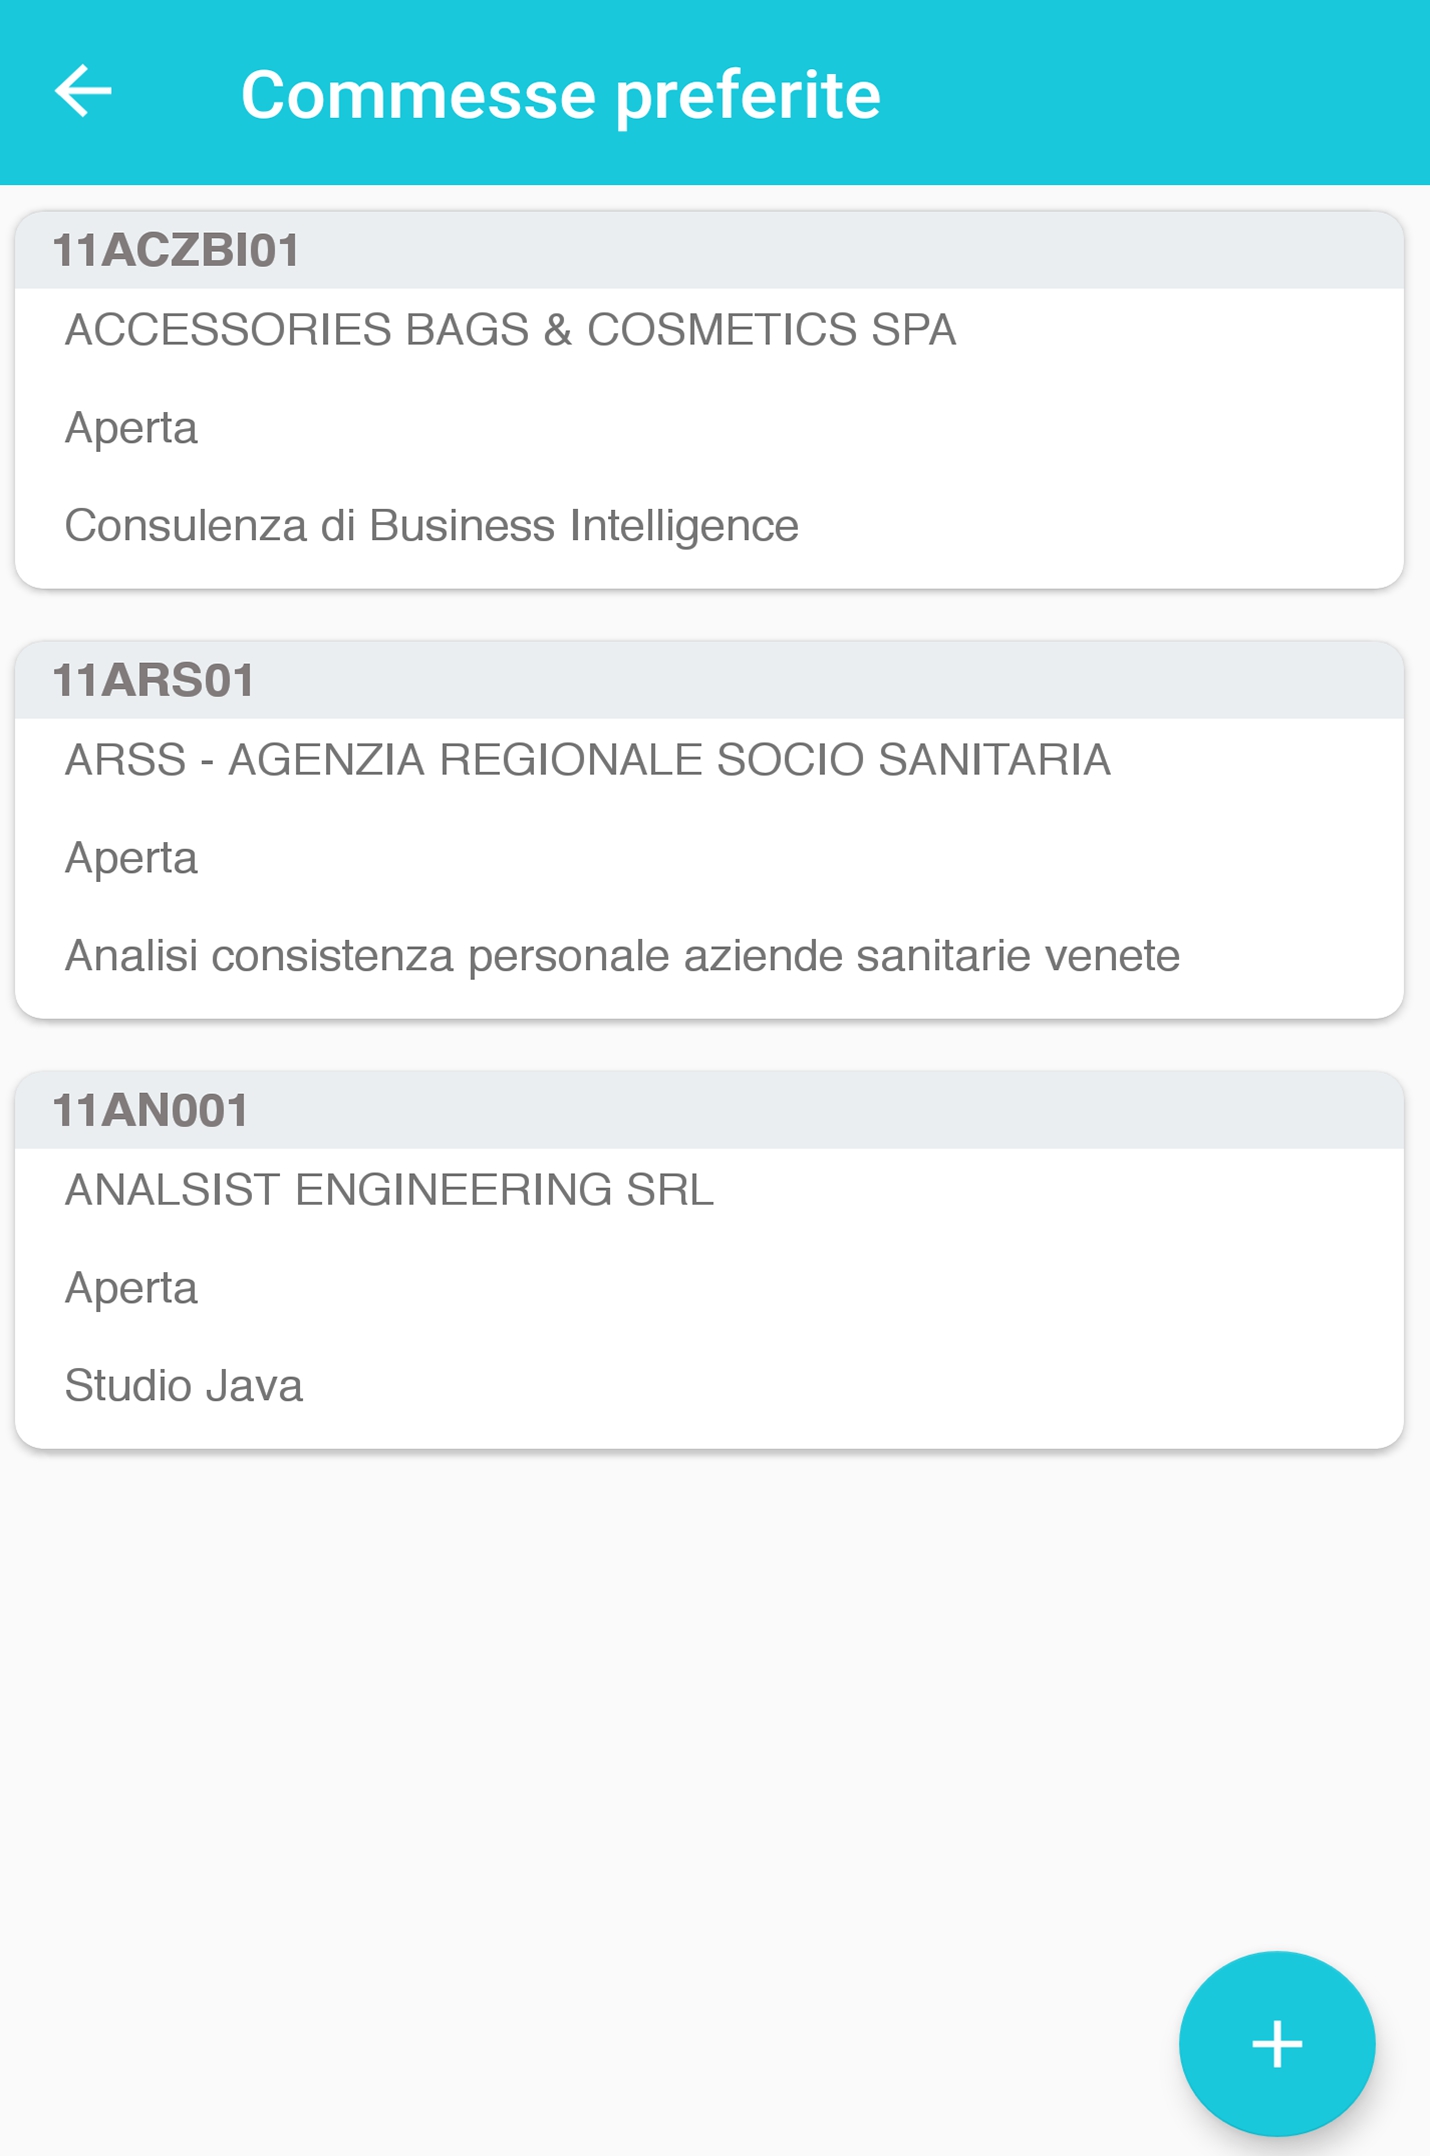 Commesse preferite
11ACZBI01
ACCESSORIES BAGS & COSMETICS SPA
Aperta
Consulenza di Business Intelligence
11ARS01
ARSS - AGENZIA REGIONALE SOCIO SANITARIA
Aperta
Analisi consistenza personale aziende sanitarie venete
11AN001
ANALSIST ENGINEERING SRL
Aperta
Studio Java